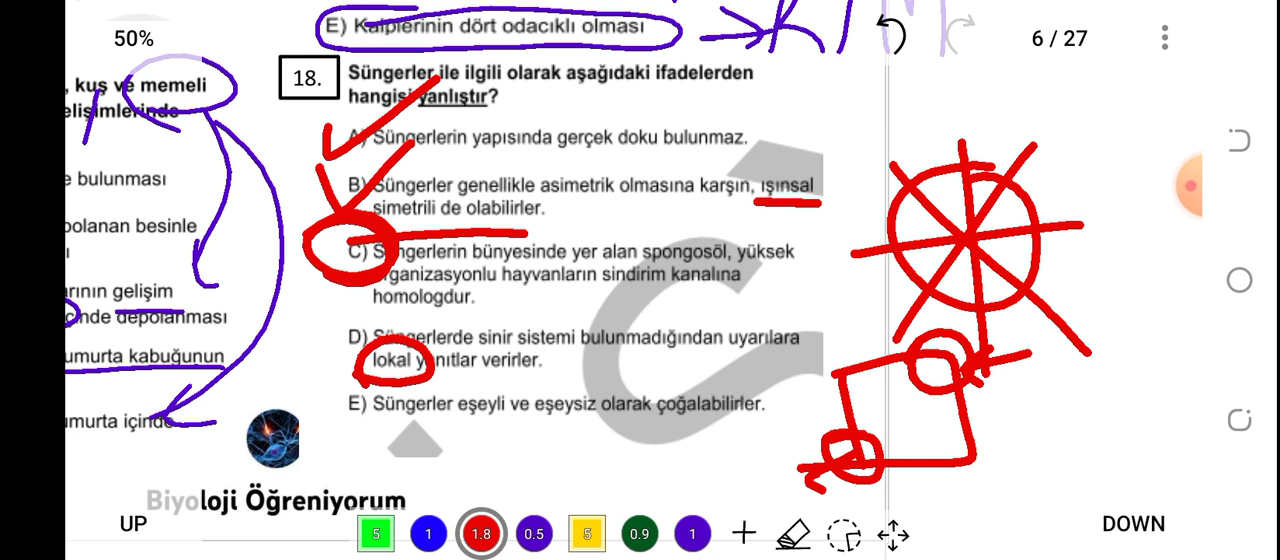 50%
E) Kalplerinin dört odacıklı olması
6 / 27
, kuş ve memeli
elişimlerinde
e bulunması
polanan besinle
ı
arının gelişim
çinde depolanması
umurta kabuğunun
umurta içinde
18.
Süngerler ile ilgili olarak aşağıdaki ifadelerden
hangisi yanlıştır?
A) Süngerlerin yapısında gerçek doku bulunmaz.
B) Süngerler genellikle asimetrik olmasına karşın, ışınsal
simetrili de olabilirler.
C) Süngerlerin bünyesinde yer alan spongosöl, yüksek
organizasyonlu hayvanların sindirim kanalına
homologdur.
D) Süngerlerde sinir sistemi bulunmadığından uyarılara
lokal yanıtlar verirler.
E) Süngerler eşeyli ve eşeysiz olarak çoğalabilirler.
Biyoloji Öğreniyorum
UP
5 1 1.8 0.5 5 0.9 1
DOWN